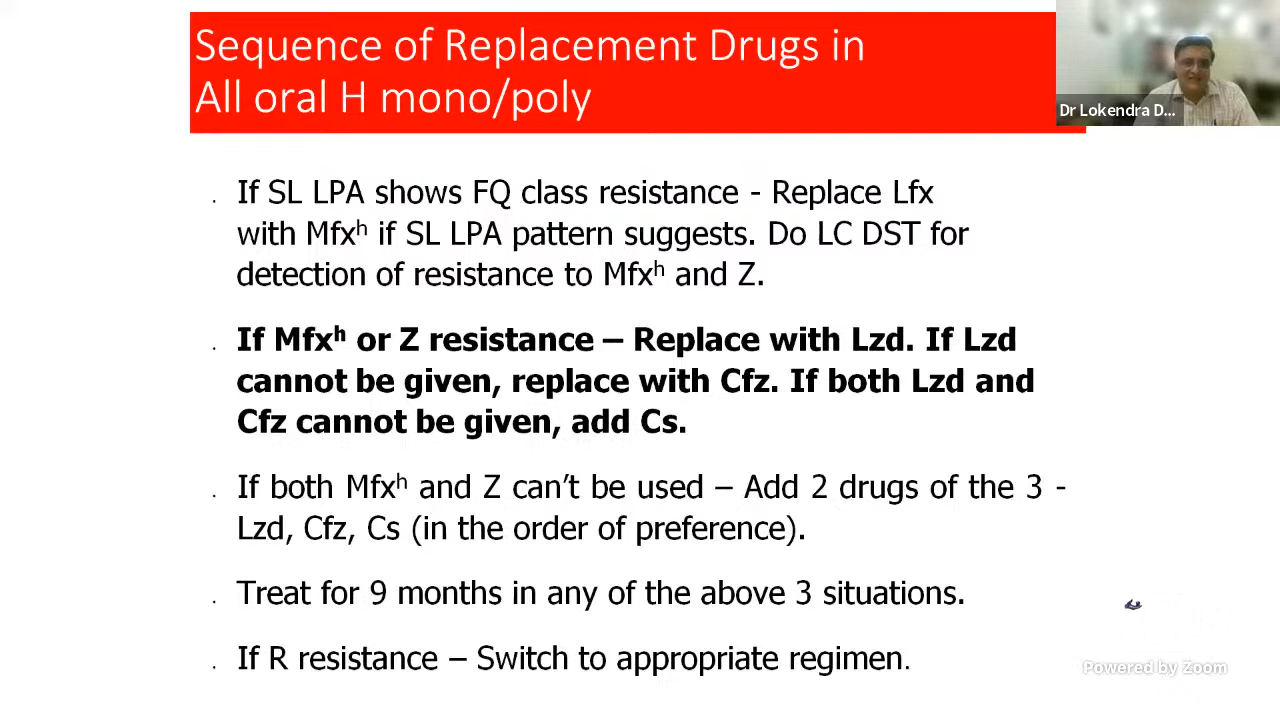 Sequence of Replacement Drugs in
All oral H mono/poly
Dr Lokendra D...
. If SL LPA shows FQ class resistance - Replace Lfx
with Mfxʰ if SL LPA pattern suggests. Do LC DST for
detection of resistance to Mfxʰ and Z.
. If Mfxʰ or Z resistance – Replace with Lzd. If Lzd
cannot be given, replace with Cfz. If both Lzd and
Cfz cannot be given, add Cs.
. If both Mfxʰ and Z can’t be used – Add 2 drugs of the 3 -
Lzd, Cfz, Cs (in the order of preference).
. Treat for 9 months in any of the above 3 situations.
. If R resistance – Switch to appropriate regimen.
Powered by Zoom